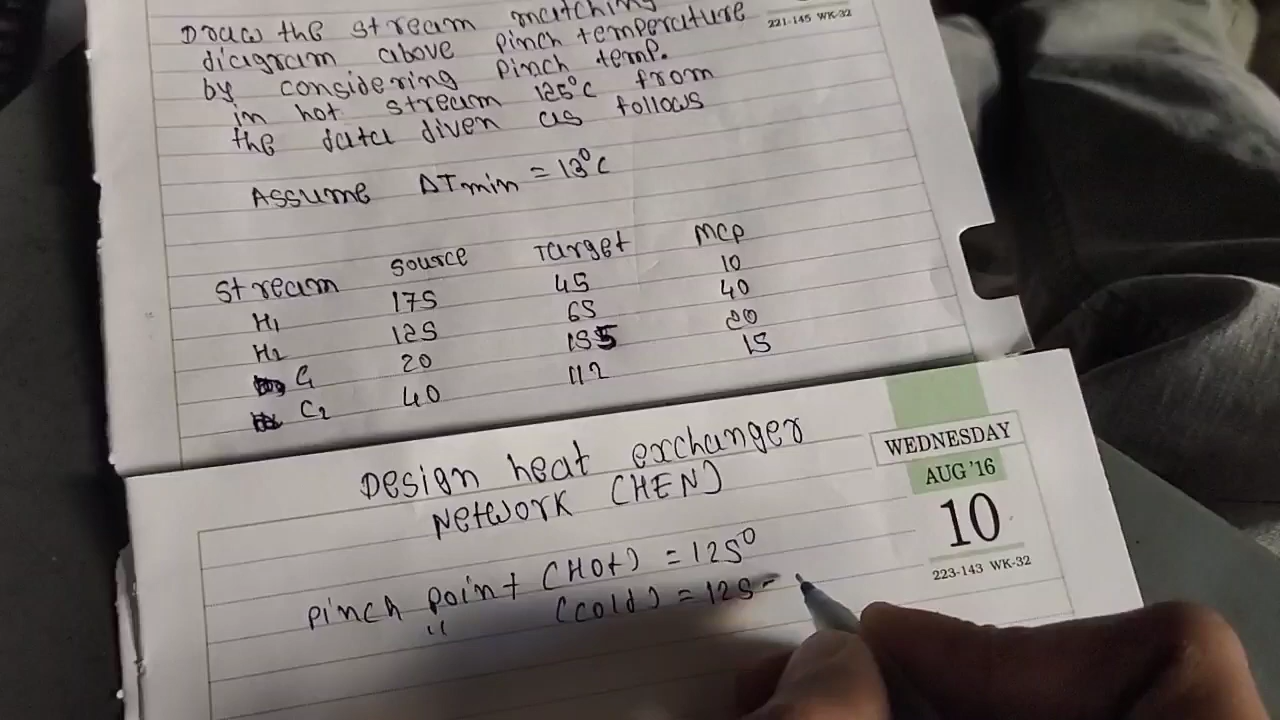 Draw the stream matching
diagram above pinch temperature
by considering pinch temp.
in hot stream 125°C from
the data diven as follows
Assume ΔTmin = 13°C
Stream Source Target Mcp
H1 175 45 10
H2 125 65 40
C1 20 155 20
C2 40 112 15
221-145 WK-32
Design heat exchanger
Network (HEN)
WEDNESDAY
AUG '16
10
223-143 WK-32
pinch point (Hot) = 125°
" (cold) = 125-